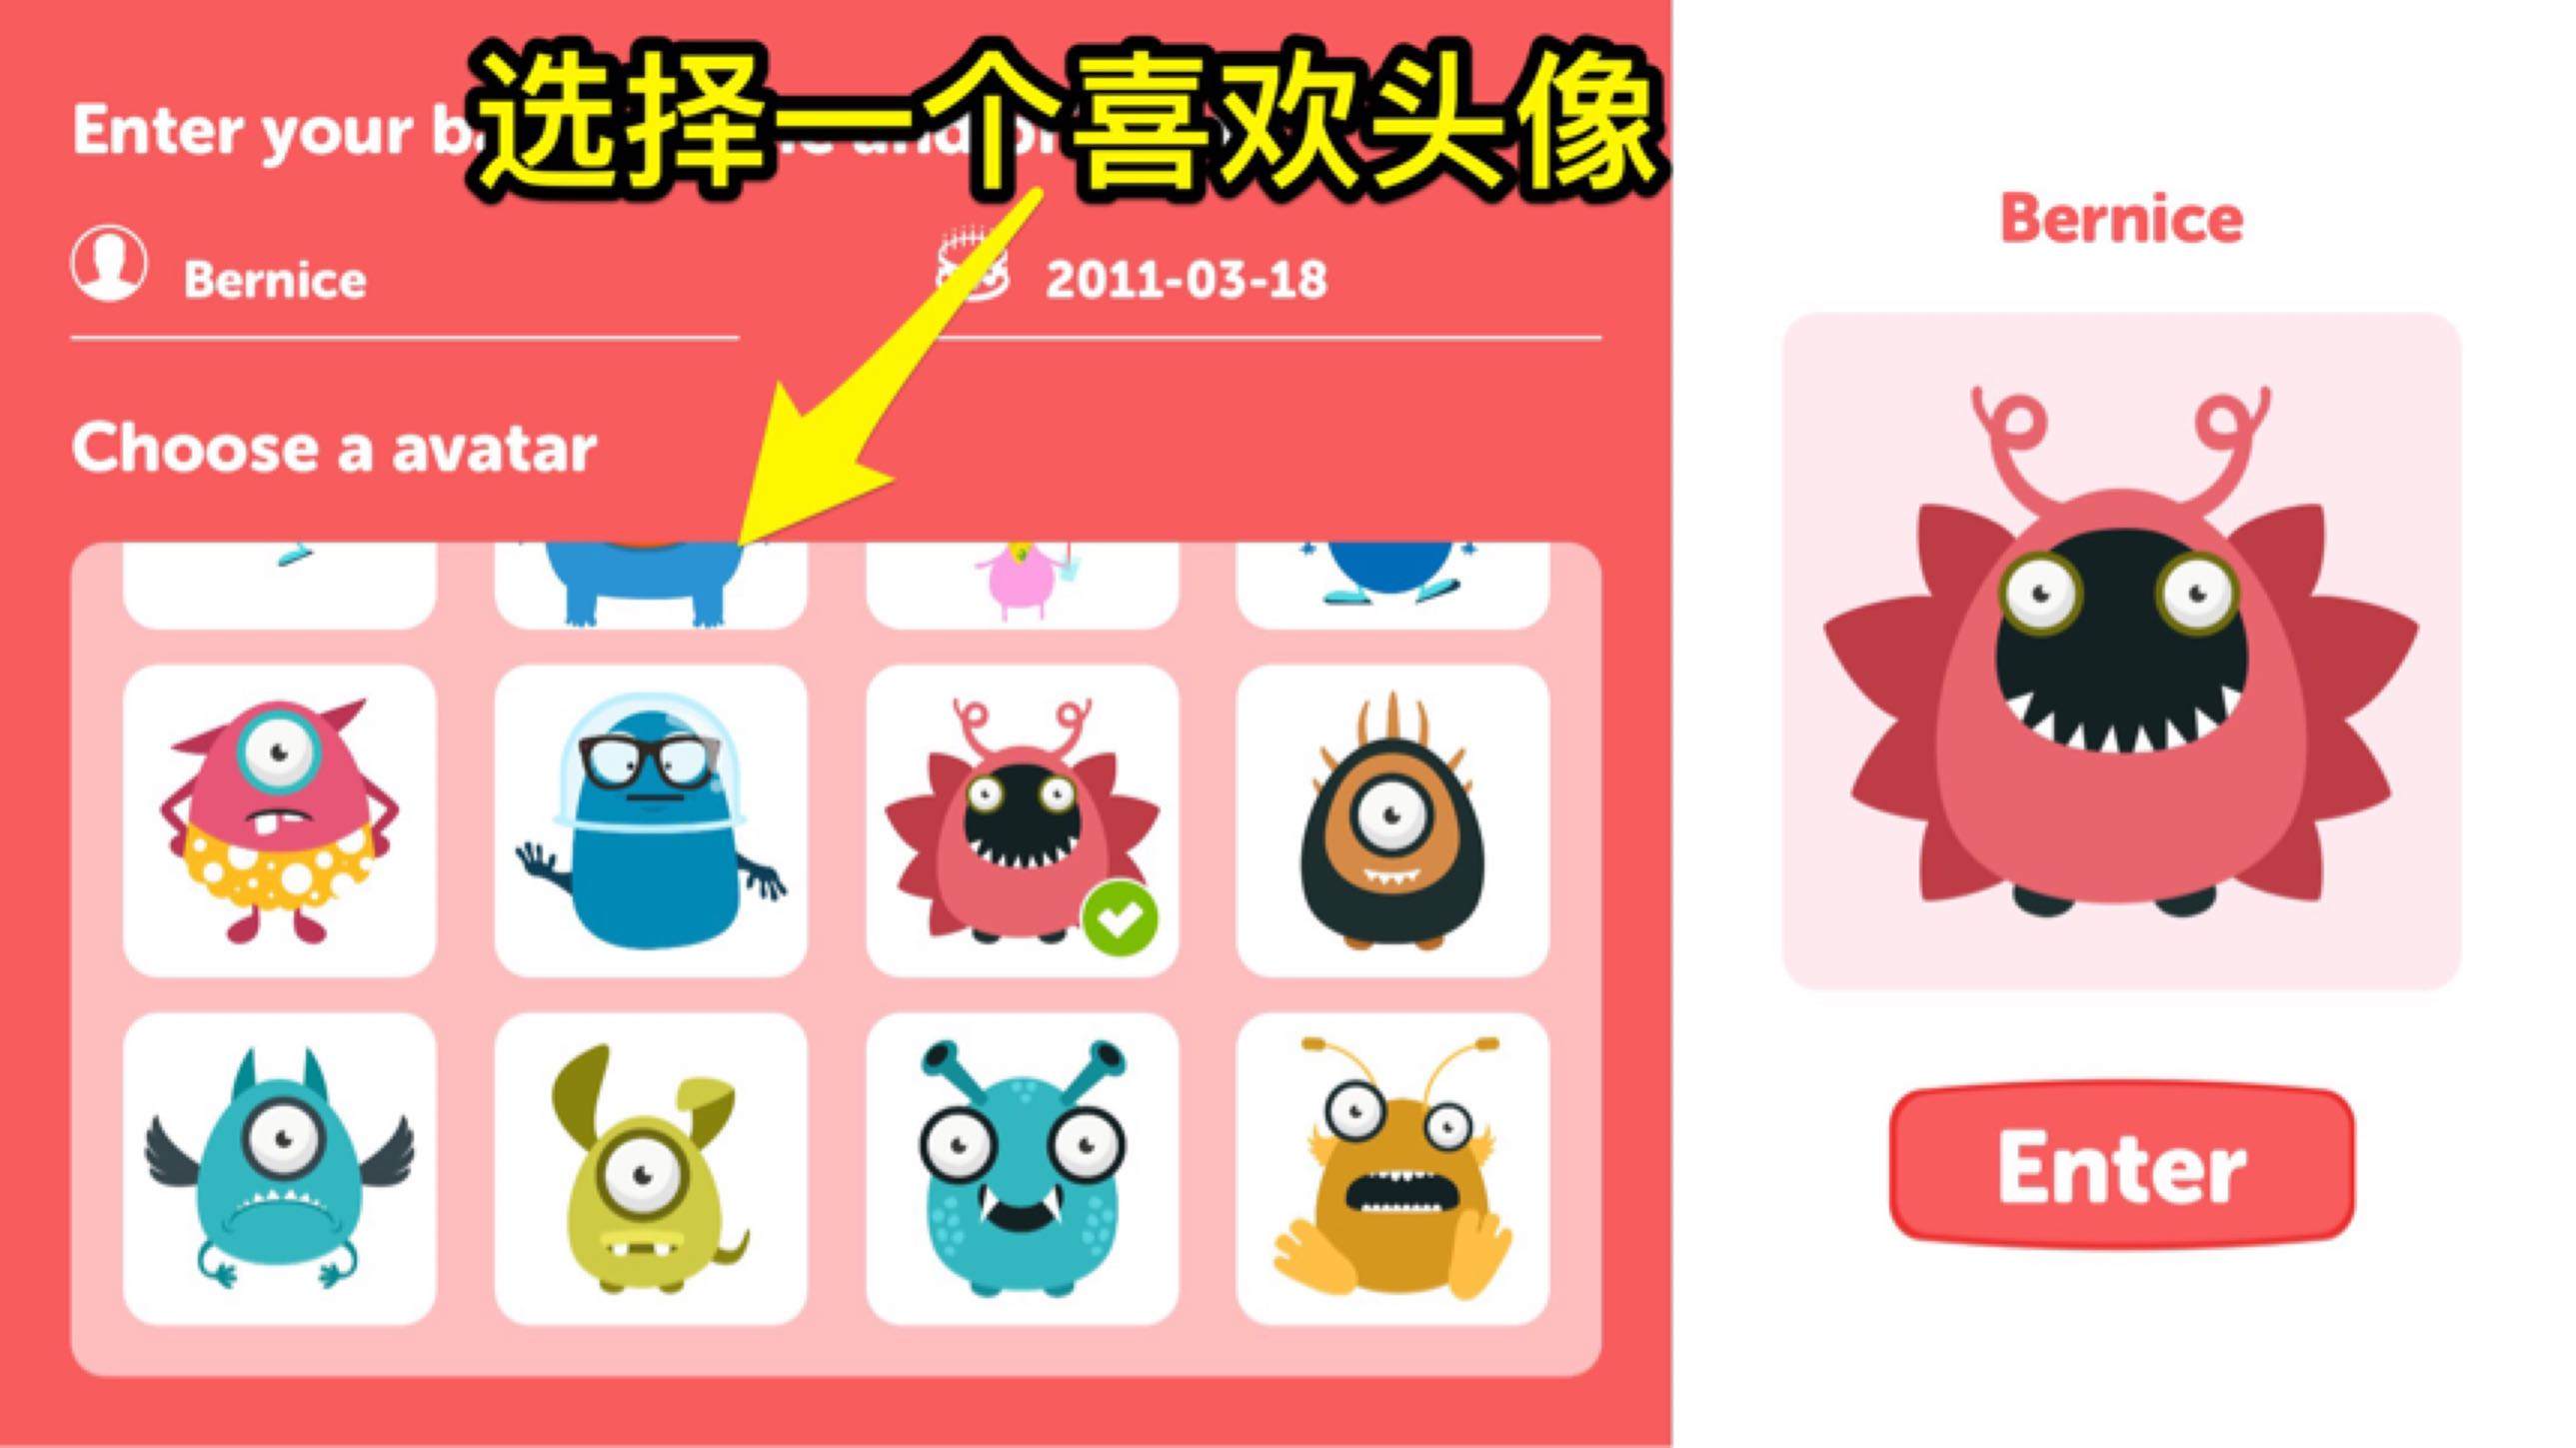 选择一个喜欢头像
Enter your
Bernice
2011-03-18
Choose a avatar
Bernice
Enter